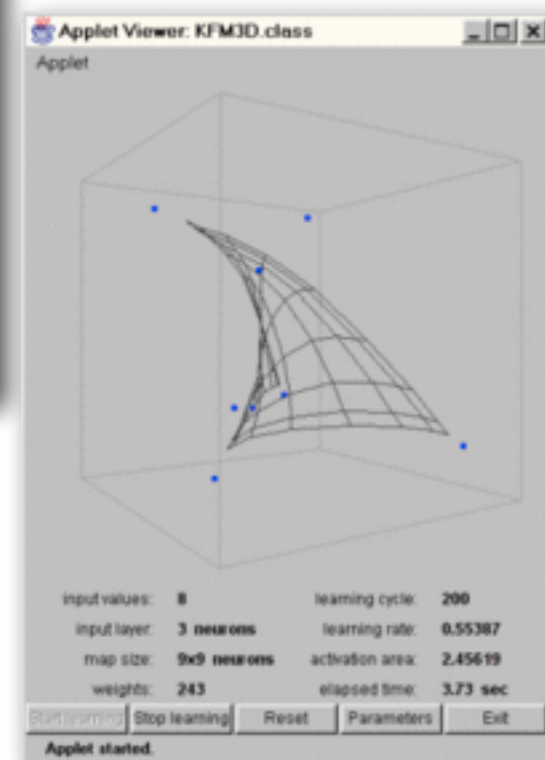 Applet Viewer: KFM3D.class
Applet
input values: 8 learning cycle: 200
input layer: 3 neurons learning rate: 0.55387
map size: 9x9 neurons activation area: 2.45619
weights: 243 elapsed time: 3.73 sec
Start learning Stop learning Reset Parameters Exit
Applet started.